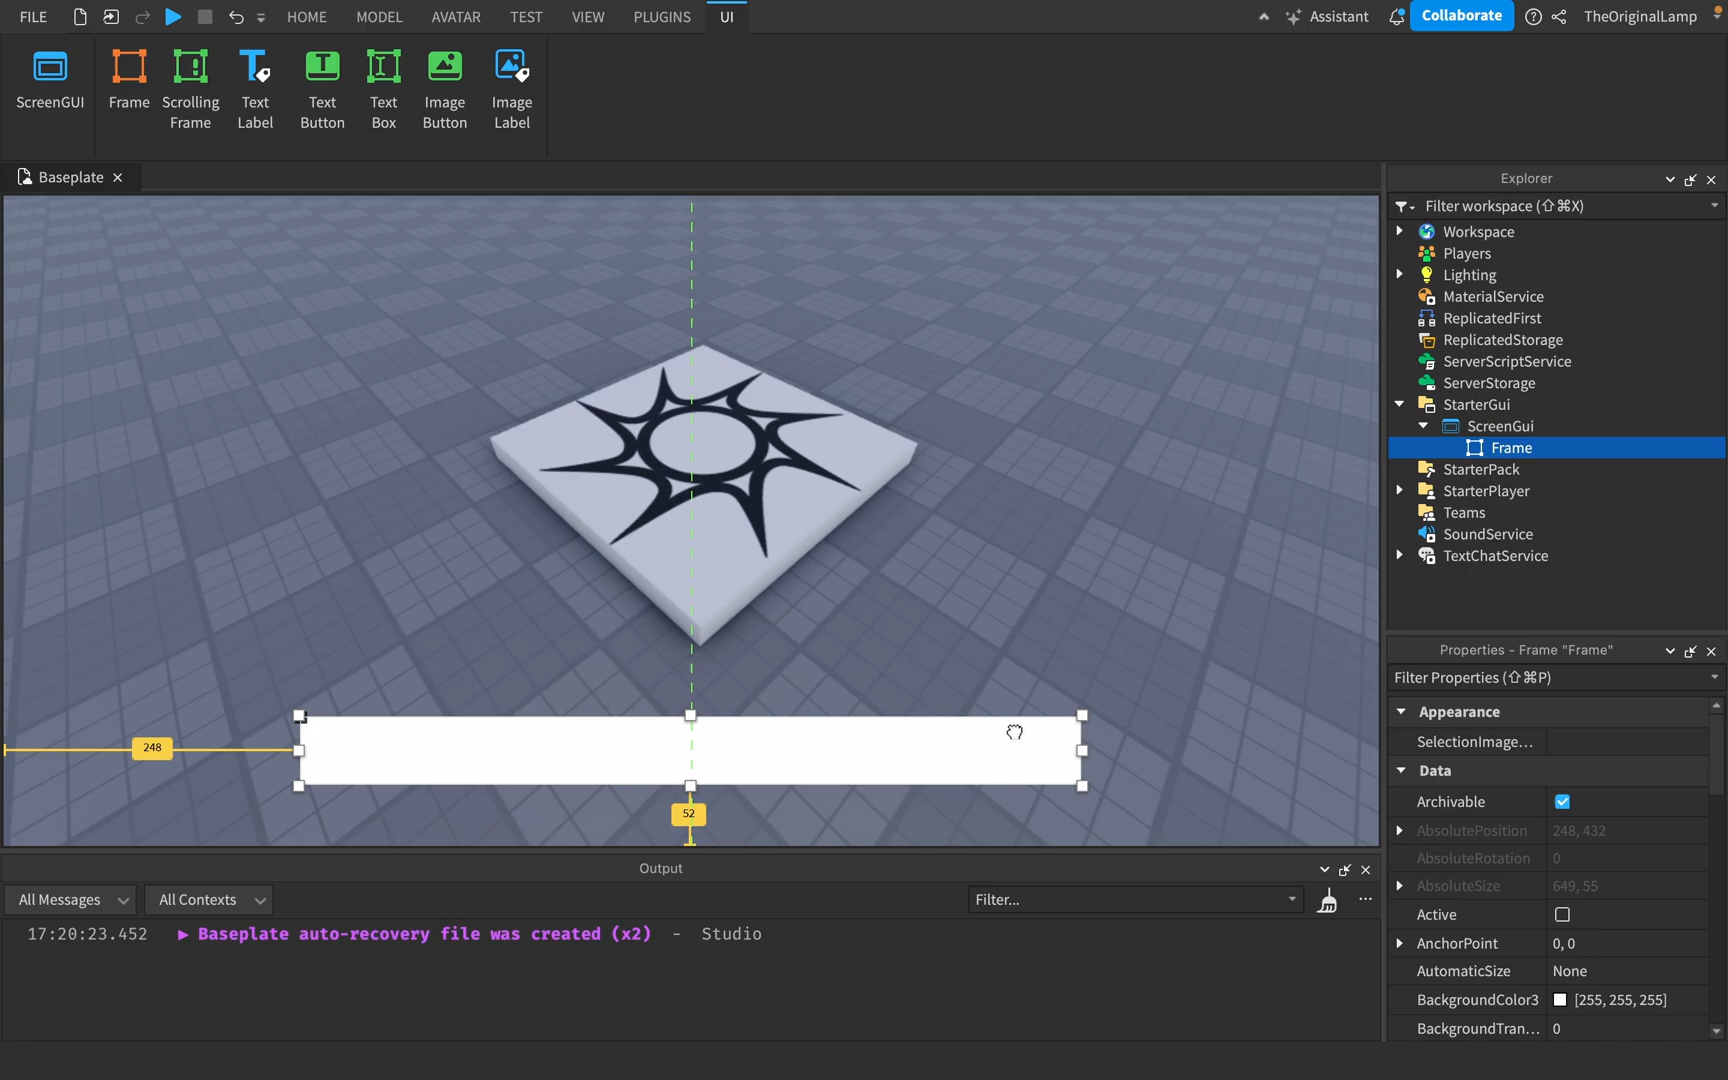 FILE HOME MODEL AVATAR TEST VIEW PLUGINS UI Assistant Collaborate TheOriginalLamp
ScreenGUI
Frame
Scrolling
Frame
Text
Label
Text
Button
Text
Box
Image
Button
Image
Label
Baseplate
248
52
Explorer
Filter workspace (⇧⌘X)
Workspace
Players
Lighting
MaterialService
ReplicatedFirst
ReplicatedStorage
ServerScriptService
ServerStorage
StarterGui
ScreenGui
Frame
StarterPack
StarterPlayer
Teams
SoundService
TextChatService
Properties - Frame "Frame"
Filter Properties (⇧⌘P)
Appearance
SelectionImage...
Data
Archivable
AbsolutePosition 248, 432
AbsoluteRotation 0
AbsoluteSize 649, 55
Active
AnchorPoint 0, 0
AutomaticSize None
BackgroundColor3 [255, 255, 255]
BackgroundTran... 0
Output
All Messages All Contexts Filter...
17:20:23.452 Baseplate auto-recovery file was created (x2) - Studio